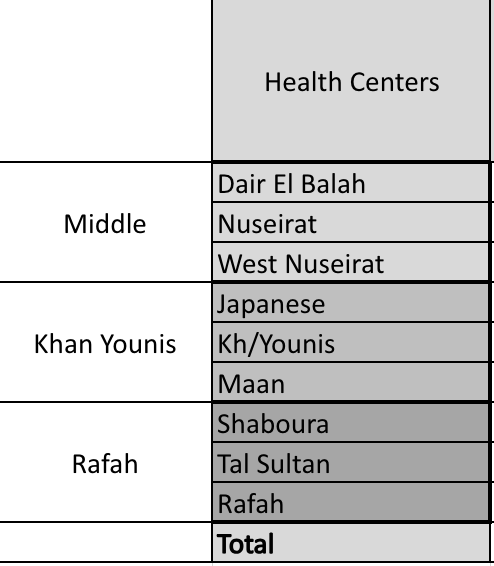 Health Centers
Middle
Dair El Balah
Nuseirat
West Nuseirat
Khan Younis
Japanese
Kh/Younis
Maan
Rafah
Shaboura
Tal Sultan
Rafah
Total